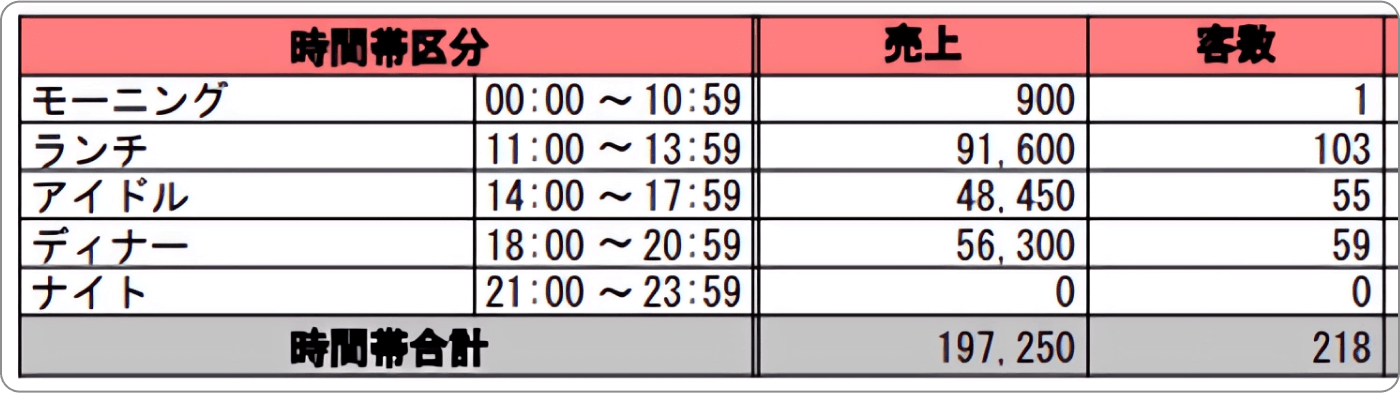 時間帯区分 売上 客数
モーニング 00:00 ～ 10:59 900 1
ランチ 11:00 ～ 13:59 91,600 103
アイドル 14:00 ～ 17:59 48,450 55
ディナー 18:00 ～ 20:59 56,300 59
ナイト 21:00 ～ 23:59 0 0
時間帯合計 197,250 218